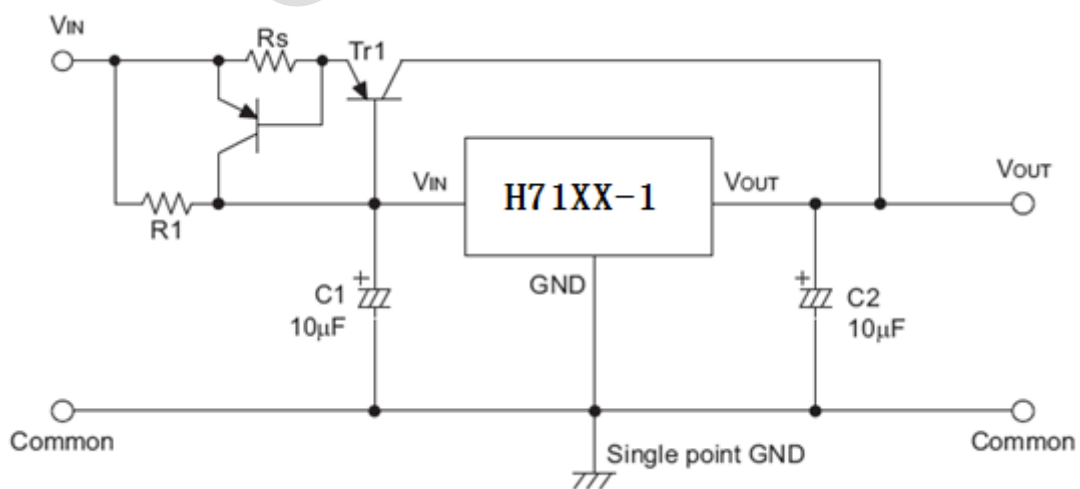 VIN
Rs
Tr1
R1
VIN
H71XX-1
VOUT
VOUT
GND
C1
10μF
C2
10μF
Common
Single point GND
Common